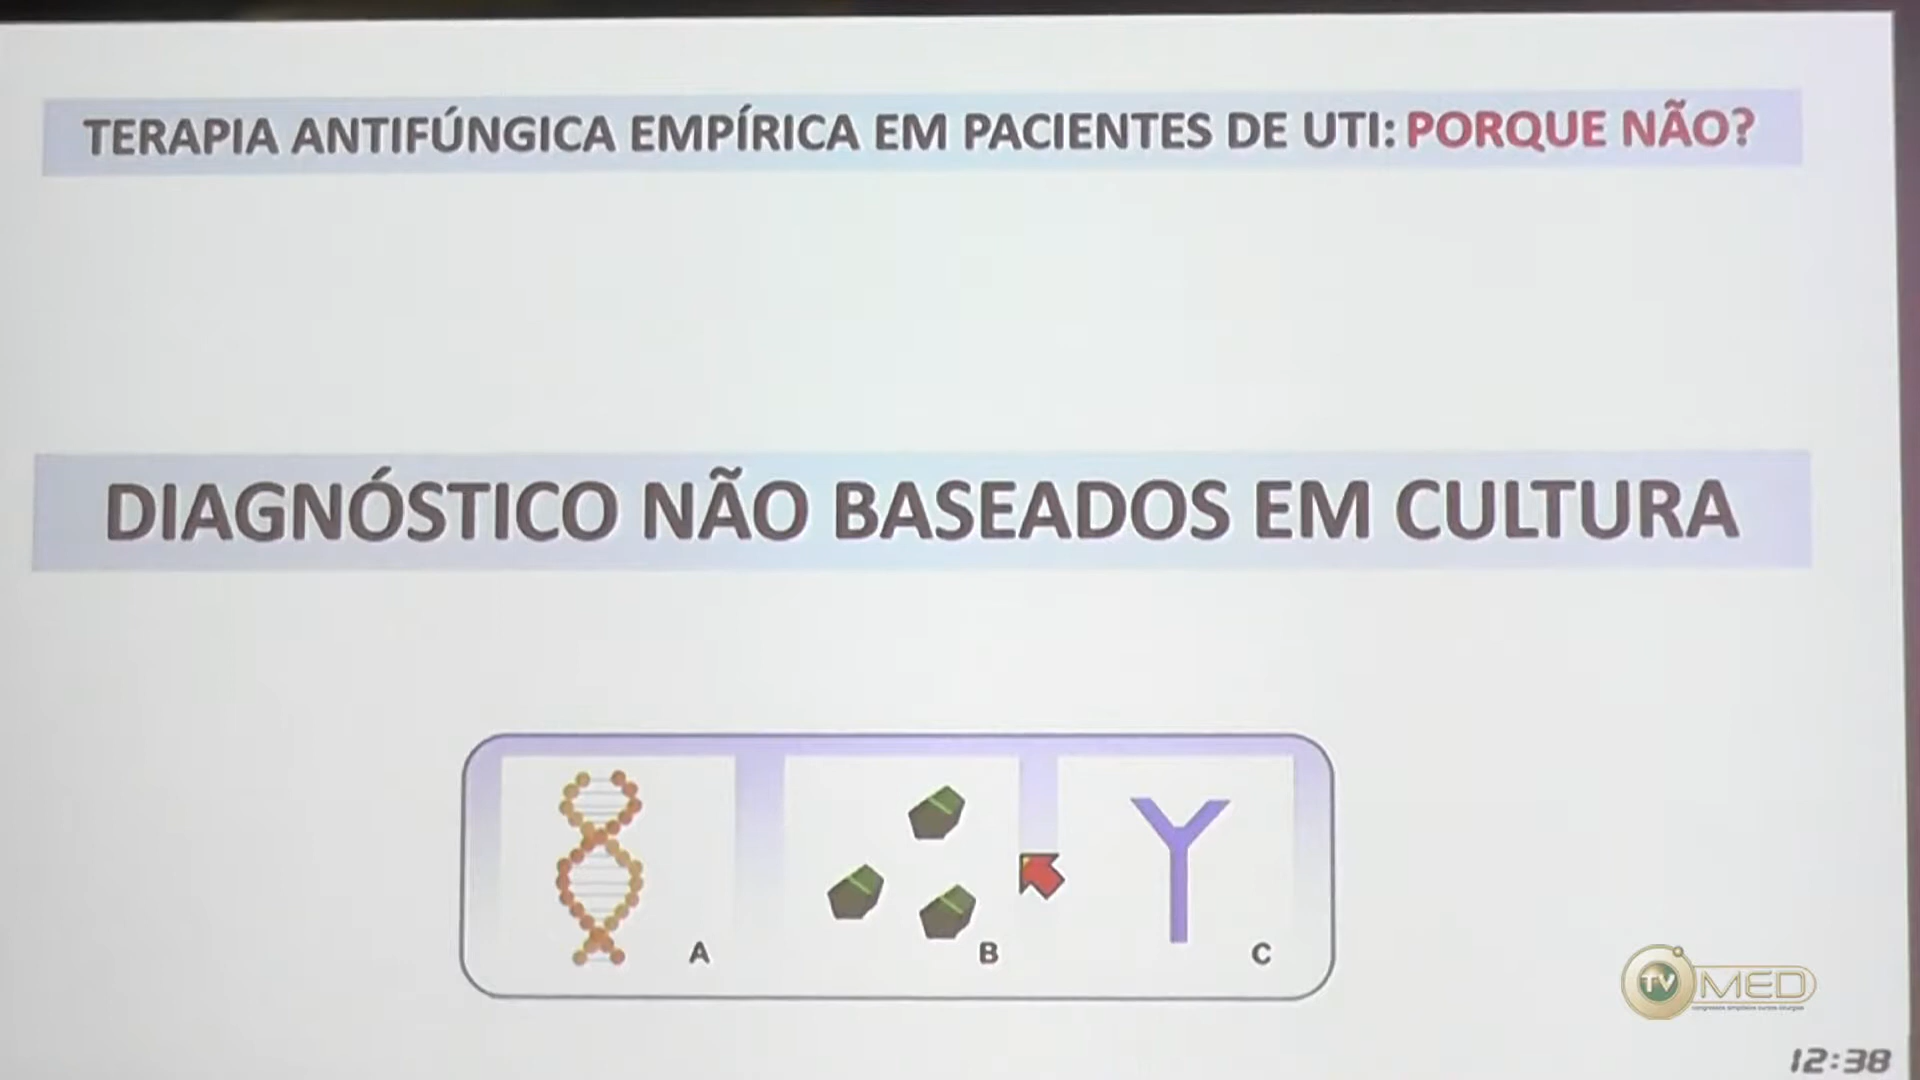 TERAPIA ANTIFÚNGICA EMPÍRICA EM PACIENTES DE UTI: PORQUE NÃO?
DIAGNÓSTICO NÃO BASEADOS EM CULTURA
A
B
C
TV MED
12:38